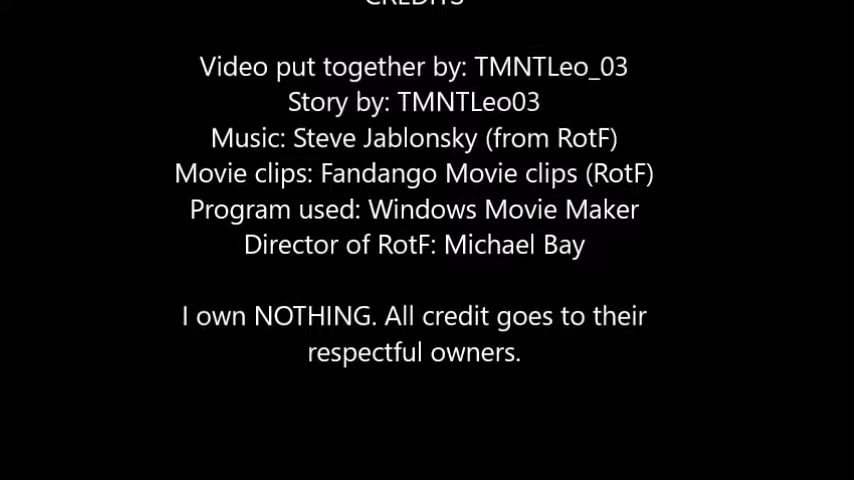 CREDITS
Video put together by: TMNTLeo_03
Story by: TMNTLeo03
Music: Steve Jablonsky (from RotF)
Movie clips: Fandango Movie clips (RotF)
Program used: Windows Movie Maker
Director of RotF: Michael Bay
I own NOTHING. All credit goes to their
respectful owners.